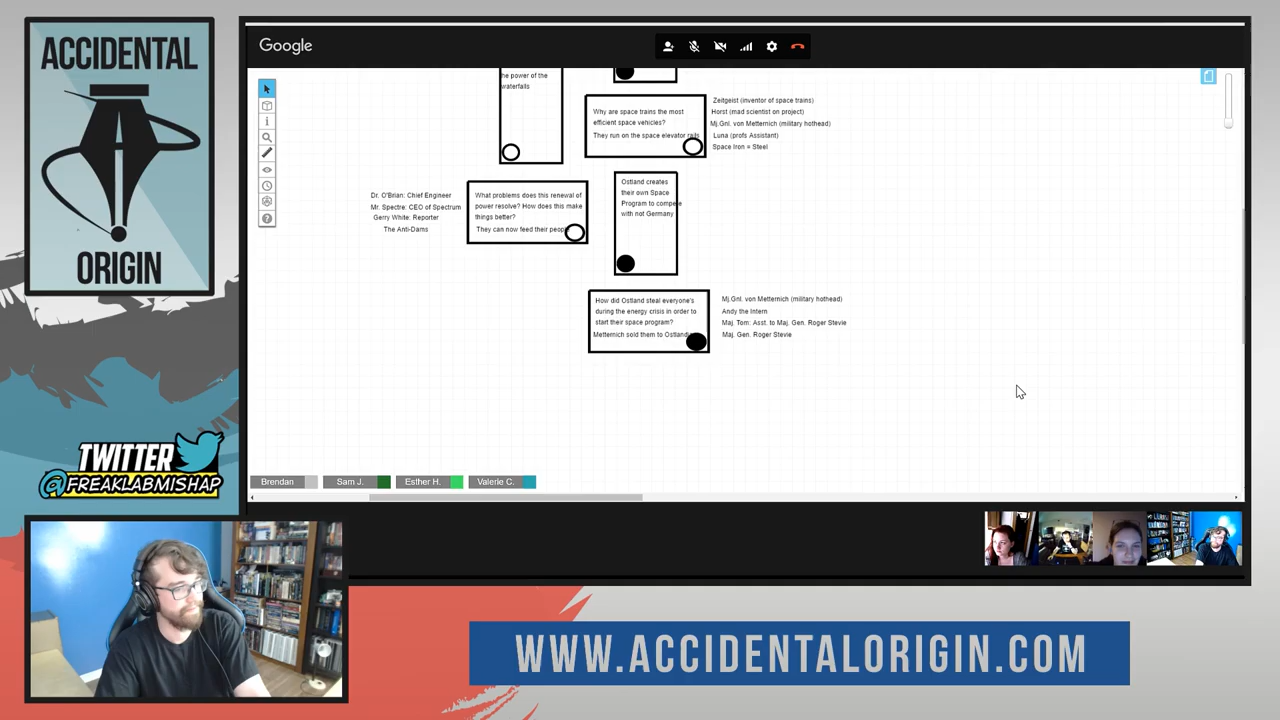 ACCIDENTAL
ORIGIN
Google
he power of the
waterfalls
Why are space trains the most
efficient space vehicles?
They run on the space elevator rails
Zeitgeist (inventor of space trains)
Horst (mad scientist on project)
Mj.Gnl. von Metternich (military hothead)
Luna (profs Assistant)
Space Iron = Steel
Dr. O'Brian: Chief Engineer
Mr. Spectre: CEO of Spectrum
Gerry White: Reporter
The Anti-Dams
What problems does this renewal of
power resolve? How does this make
things better?
They can now feed their people
Ostland creates
their own Space
Program to compete
with not Germany
How did Ostland steal everyone's
during the energy crisis in order to
start their space program?
Metternich sold them to Ostland
Mj.Gnl. von Metternich (military hothead)
Andy the Intern
Maj. Tom: Asst. to Maj. Gen. Roger Stevie
Maj. Gen. Roger Stevie
Brendan
Sam J.
Esther H.
Valerie C.
TWITTER
@FREAKLABMISHAP
WWW.ACCIDENTALORIGIN.COM